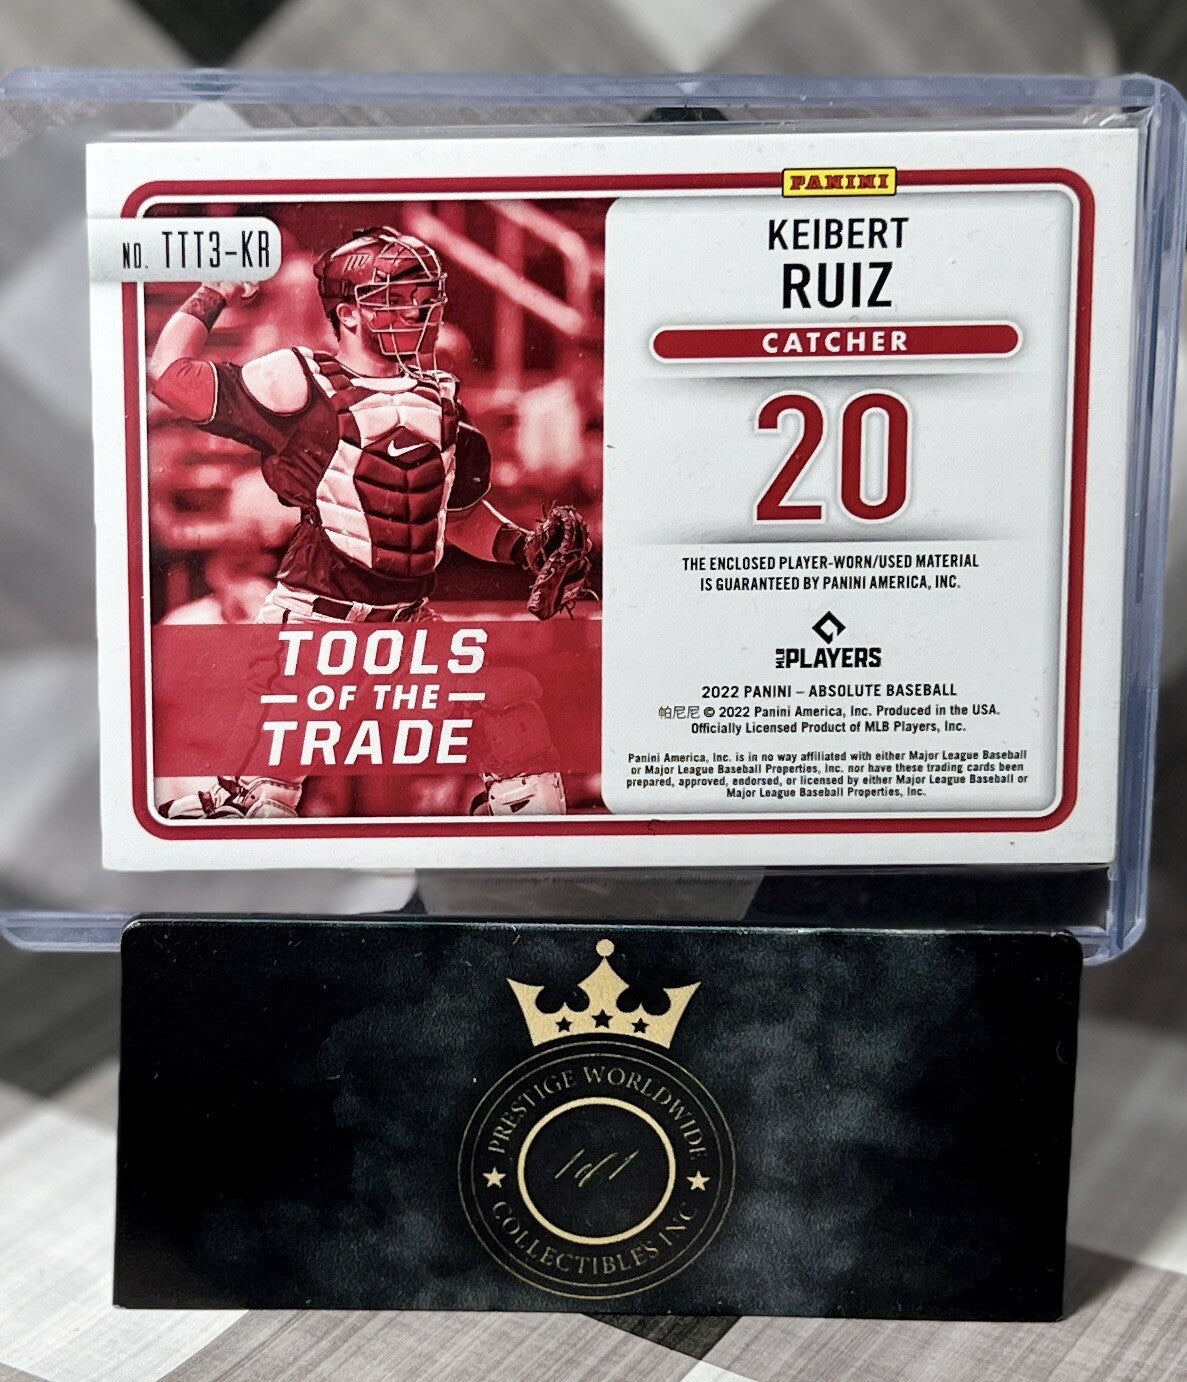 PANINI
NO. TTT3-KR
KEIBERT
RUIZ
CATCHER
20
THE ENCLOSED PLAYER-WORN/USED MATERIAL
IS GUARANTEED BY PANINI AMERICA, INC.
MLB PLAYERS
2022 PANINI – ABSOLUTE BASEBALL
帕尼尼 © 2022 Panini America, Inc. Produced in the USA.
Officially Licensed Product of MLB Players, Inc.
Panini America, Inc. is in no way affiliated with either Major League Baseball
or Major League Baseball Properties, Inc. nor have these trading cards been
prepared, approved, endorsed, or licensed by either Major League Baseball or
Major League Baseball Properties, Inc.
TOOLS
OF THE
TRADE
PRESTIGE WORLDWIDE
1of1
COLLECTIBLES INC